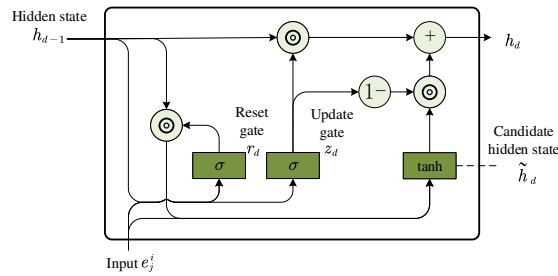 Hidden state
h_{d−1}
h_d
+
1−
Reset
gate
r_d
Update
gate
z_d
σ
σ
tanh
Candidate
hidden state
h̃_d
Input e_j^i